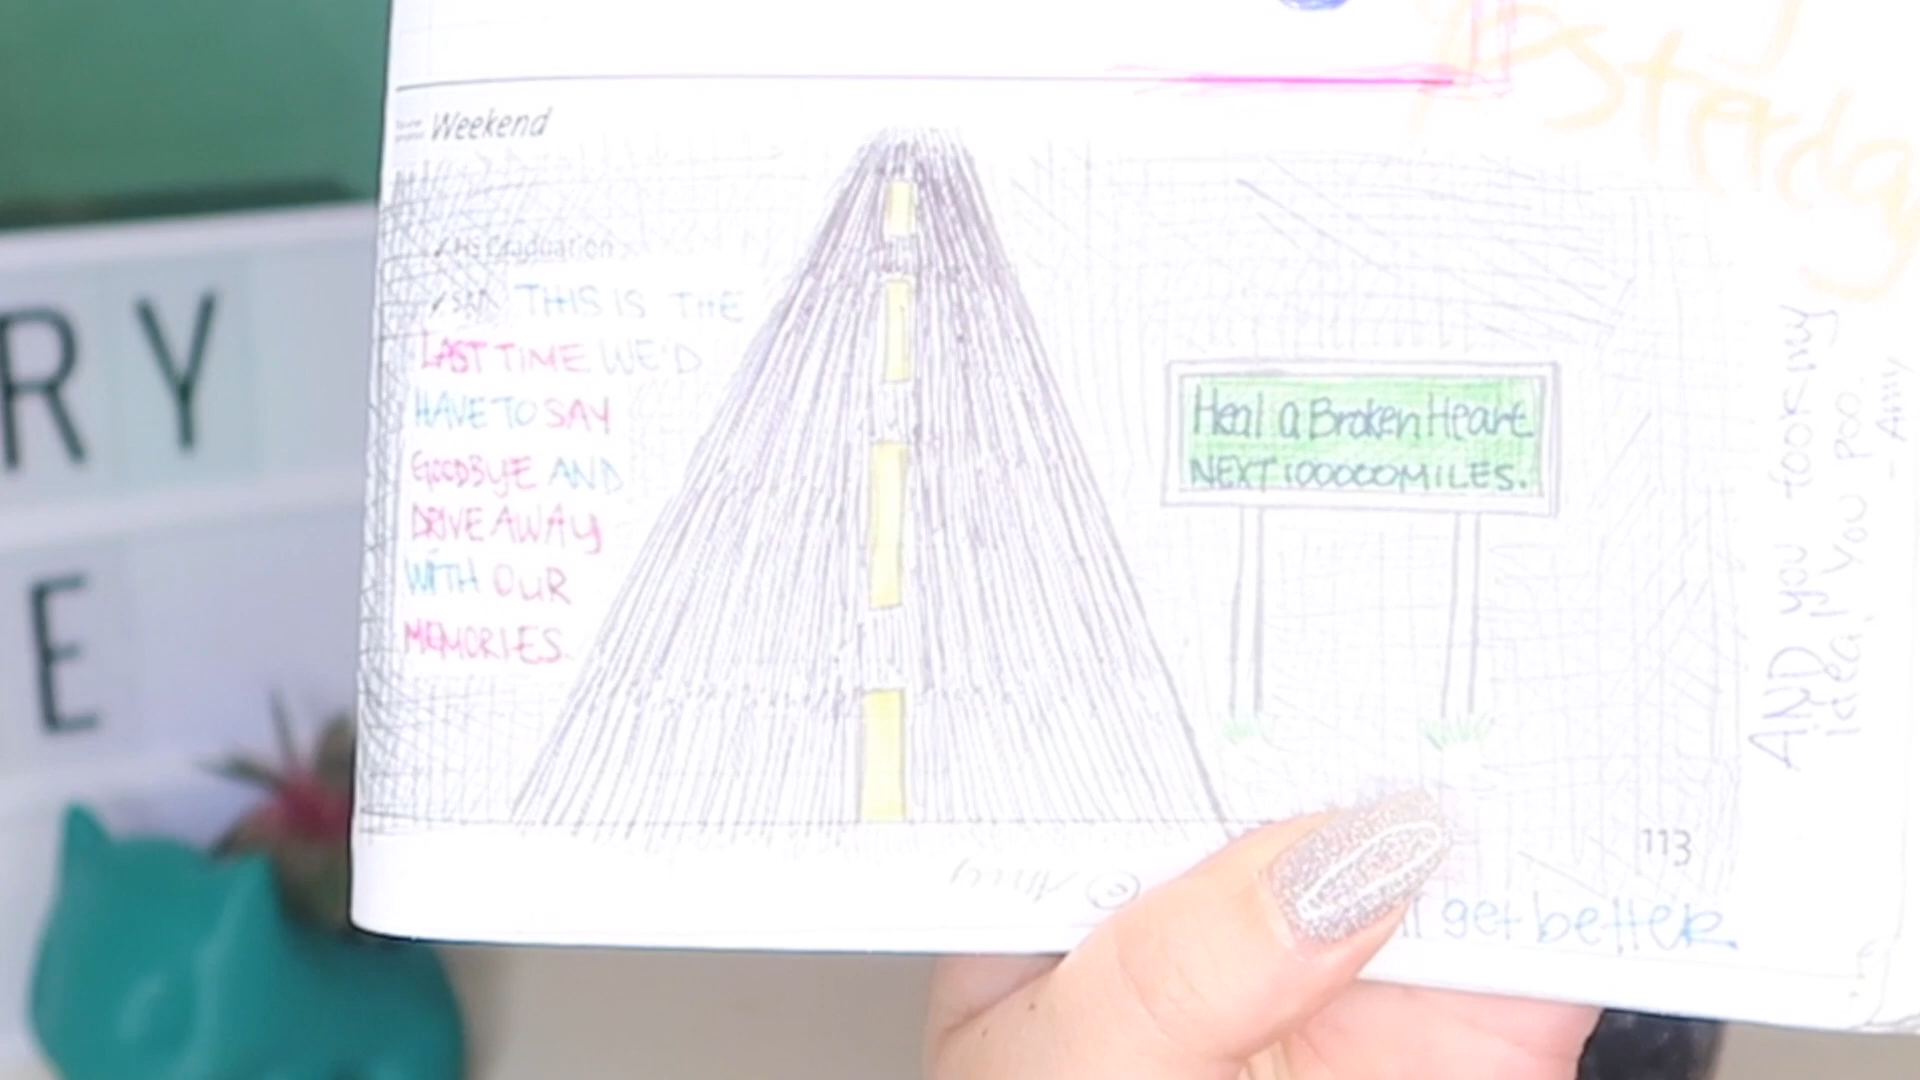 RY
E
Weekend
HS Graduation
THIS IS THE
LAST TIME WE'D
HAVE TO SAY
GOODBYE AND
DRIVE AWAY
WITH OUR
MEMORIES.
Heal a Broken Heart
NEXT 100000 MILES.
AND you took my
idea, you poo.
- Amy
113
get better